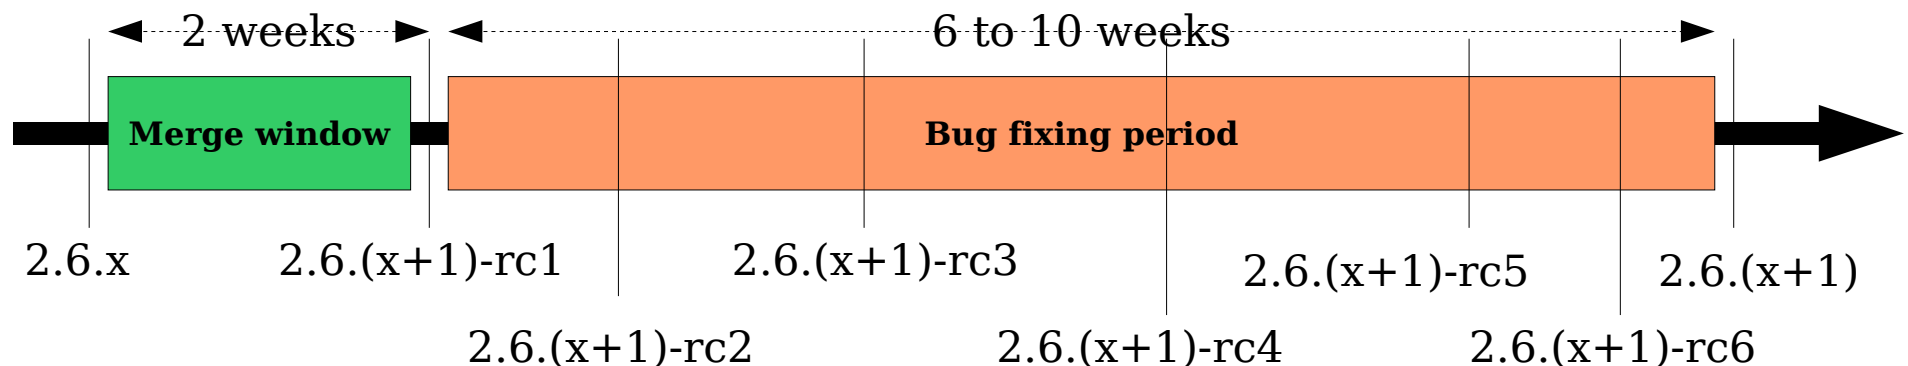 2 weeks
6 to 10 weeks
Merge window
Bug fixing period
2.6.x
2.6.(x+1)-rc1
2.6.(x+1)-rc3
2.6.(x+1)-rc5
2.6.(x+1)
2.6.(x+1)-rc2
2.6.(x+1)-rc4
2.6.(x+1)-rc6